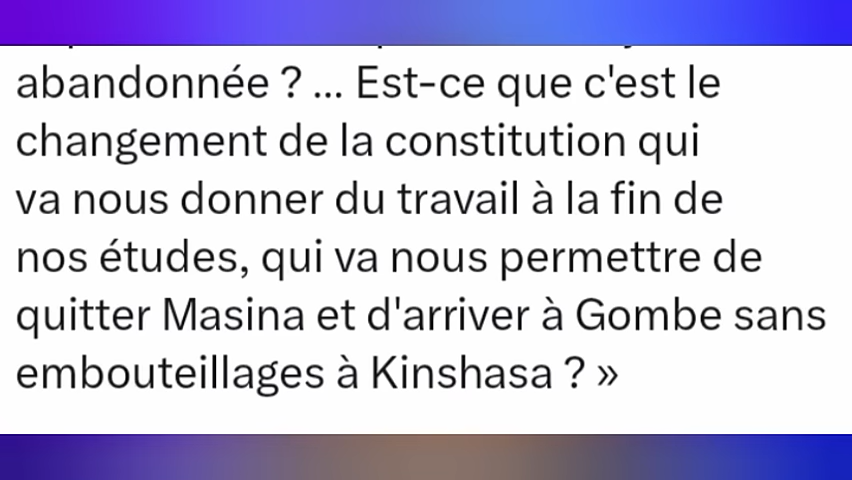 abandonnée ? ... Est-ce que c'est le
changement de la constitution qui
va nous donner du travail à la fin de
nos études, qui va nous permettre de
quitter Masina et d'arriver à Gombe sans
embouteillages à Kinshasa ? »